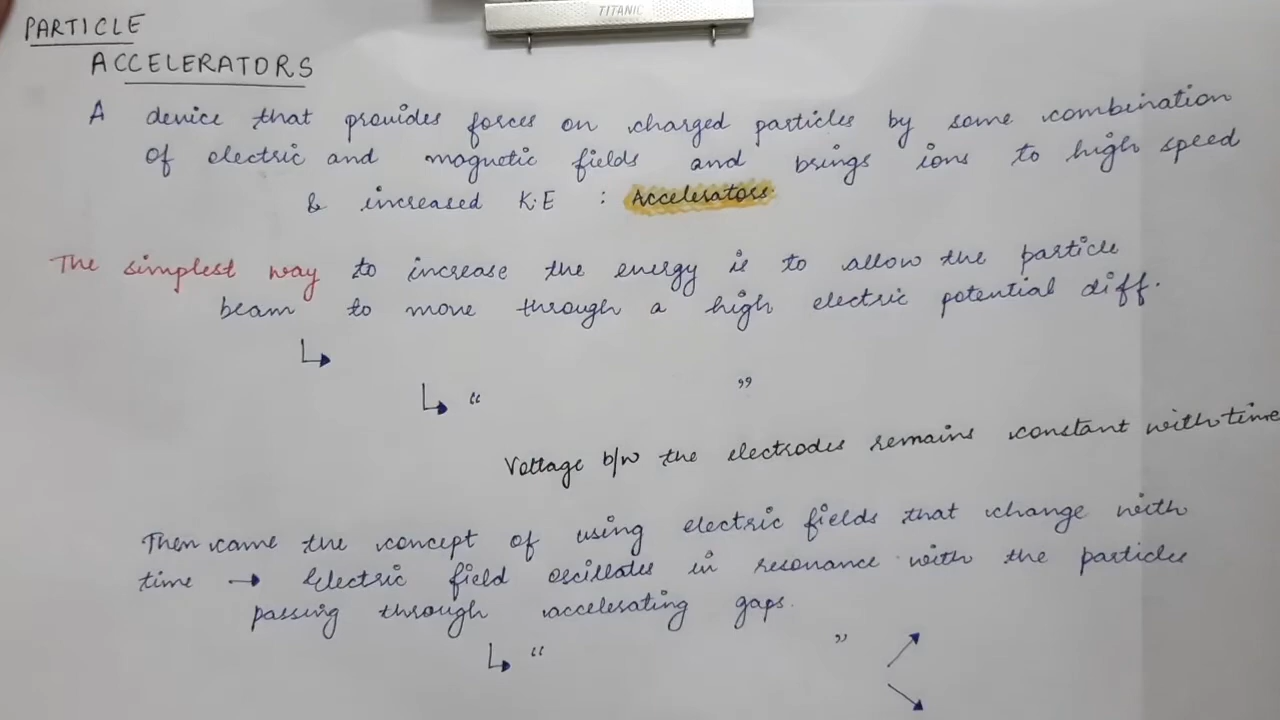 TITANIC
PARTICLE
ACCELERATORS
A device that provides forces on charged particles by some combination
of electric and magnetic fields and brings ions to high speed
& increased K.E : Accelerators
The simplest way to increase the energy is to allow the particle
beam to move through a high electric potential diff.
↳
↳ “ ”
Voltage b/w the electrodes remains constant with time
Then came the concept of using electric fields that change with
time → Electric field oscillates in resonance with the particles
passing through accelerating gaps.
↳ “ ”